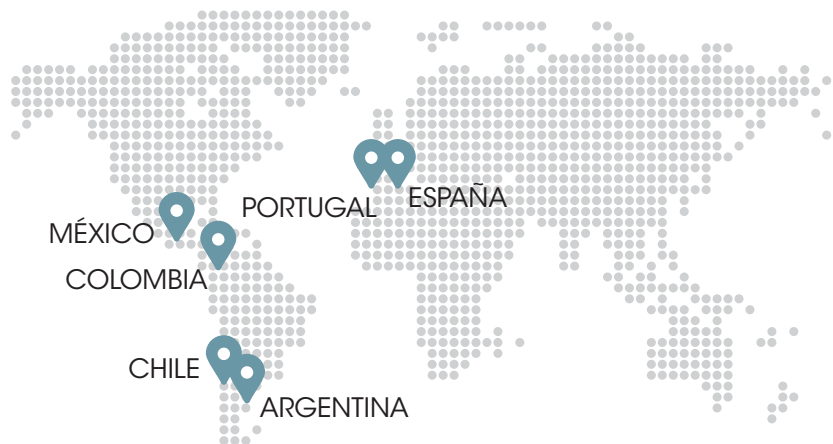 PORTUGAL
ESPAÑA
MÉXICO
COLOMBIA
CHILE
ARGENTINA